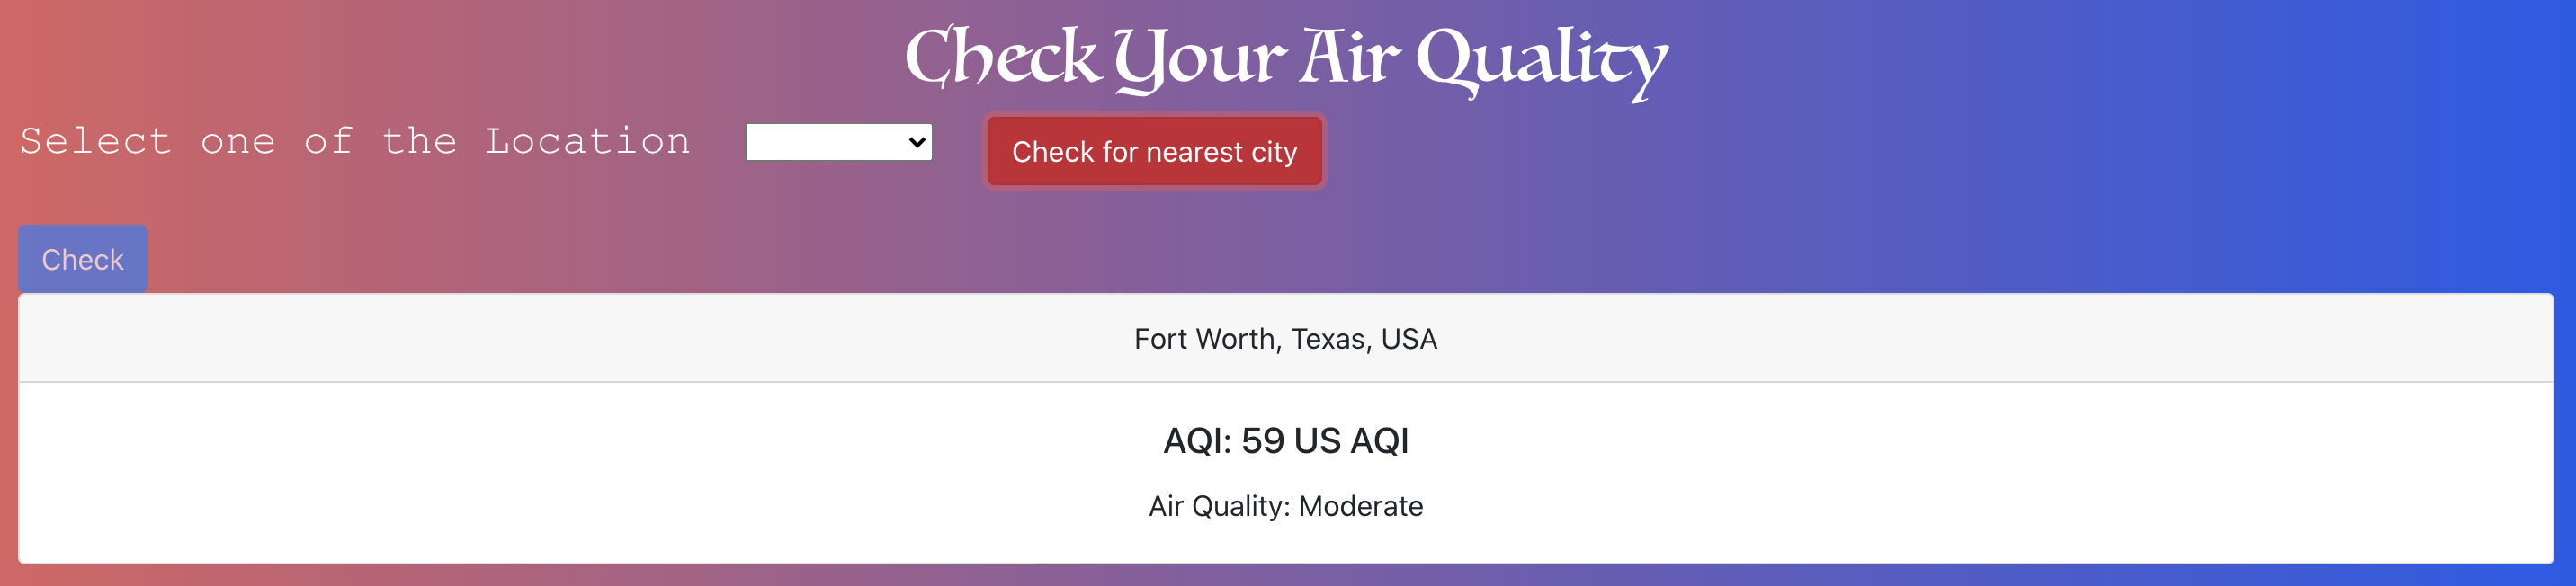 Check Your Air Quality
Select one of the Location
Check for nearest city
Check
Fort Worth, Texas, USA
AQI: 59 US AQI
Air Quality: Moderate